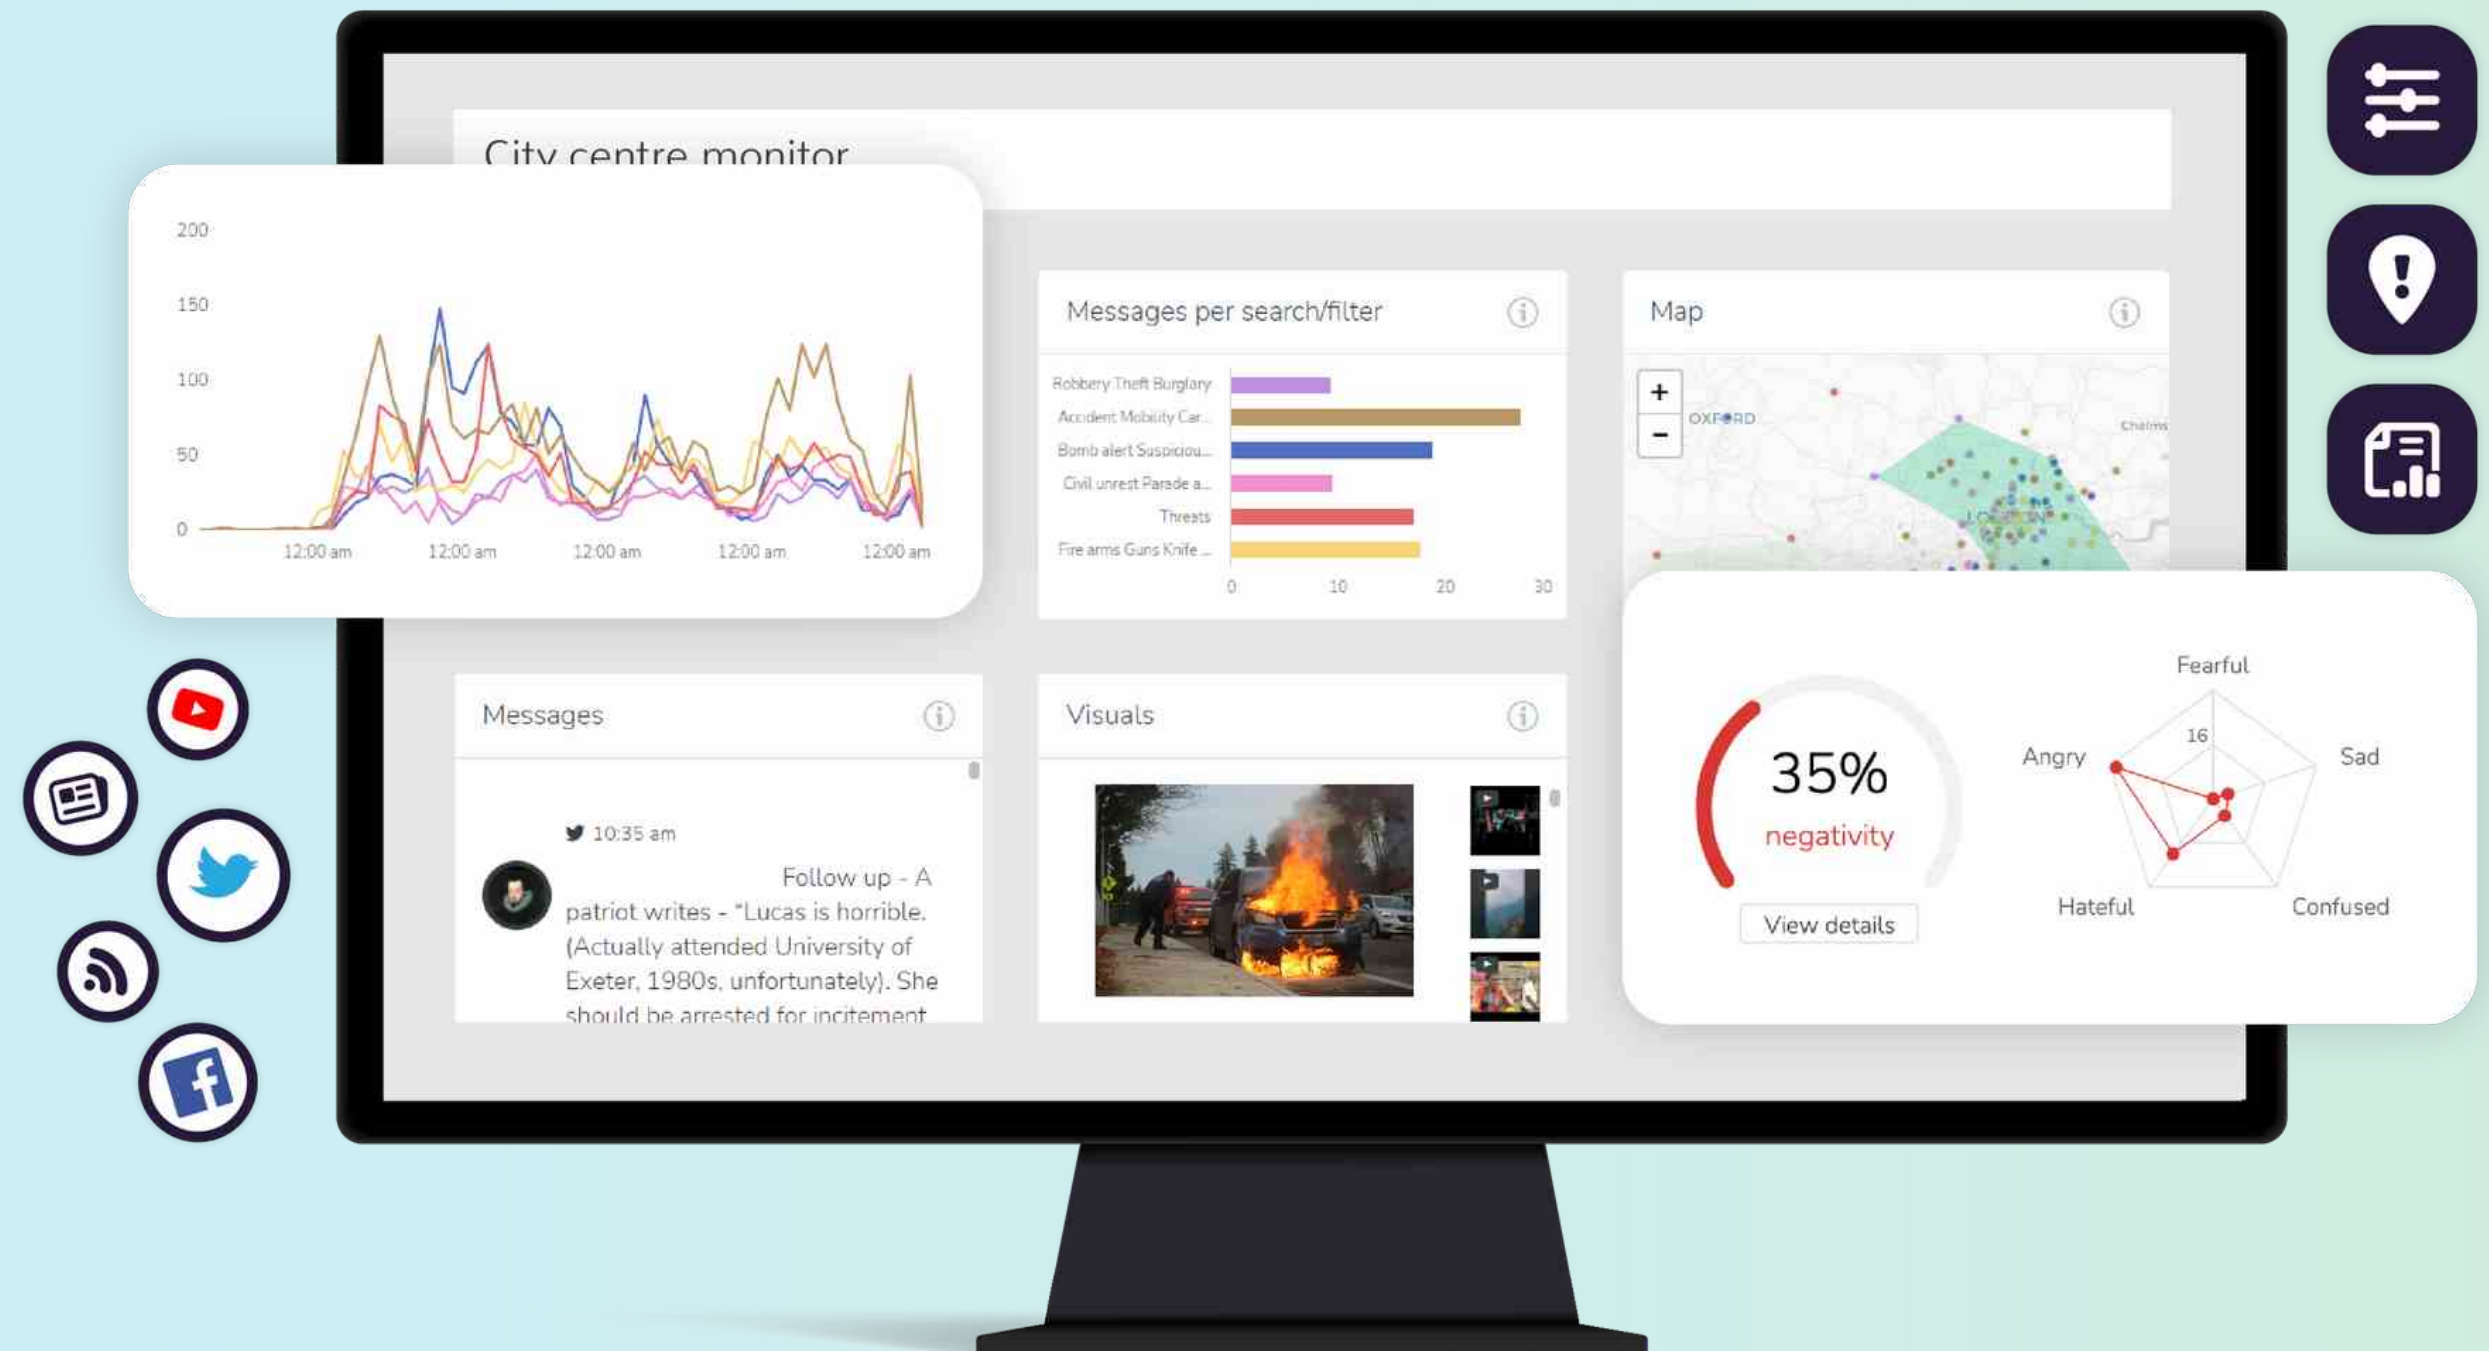 City centre monitor
200
150
100
50
0
12:00 am 12:00 am 12:00 am 12:00 am 12:00 am
Messages per search/filter
Robbery Theft Burglary
Accident Mobility Car...
Bomb alert Suspiciou...
Civil unrest Parade a...
Threats
Fire arms Guns Knife ...
0 10 20 30
Map
+
-
OXFORD
Chelms
LONDON
Messages
10:35 am
Follow up - A
patriot writes - "Lucas is horrible.
(Actually attended University of
Exeter, 1980s, unfortunately). She
should be arrested for incitement
Visuals
35%
negativity
View details
Fearful
16
Angry
Sad
Hateful
Confused